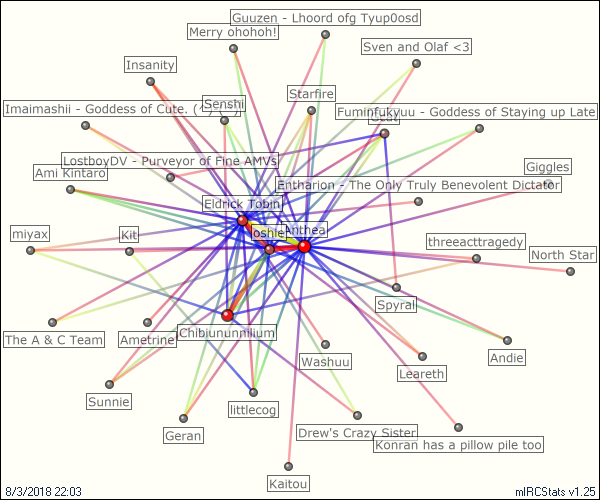 Guuzen - Lhoord ofg Tyup0osd
Merry ohohoh!
Sven and Olaf <3
Insanity
Starfire
Senshi
Imaimashii - Goddess of Cute. (^
Fuminfukyuu - Goddess of Staying up Late
LostboyDV - Purveyor of Fine AMVs
Giggles
Ami Kintaro
Entharion - The Only Truly Benevolent Dictator
Eldrick Tobin
Anthea
miyax
Kit
threeacttragedy
North Star
Spyral
The A & C Team
Ametrine
Chibiununnilium
Washuu
Andie
Leareth
Sunnie
littlecog
Geran
Drew's Crazy Sister
Konran has a pillow pile too
Kaitou
8/3/2018 22:03
mIRCStats v1.25